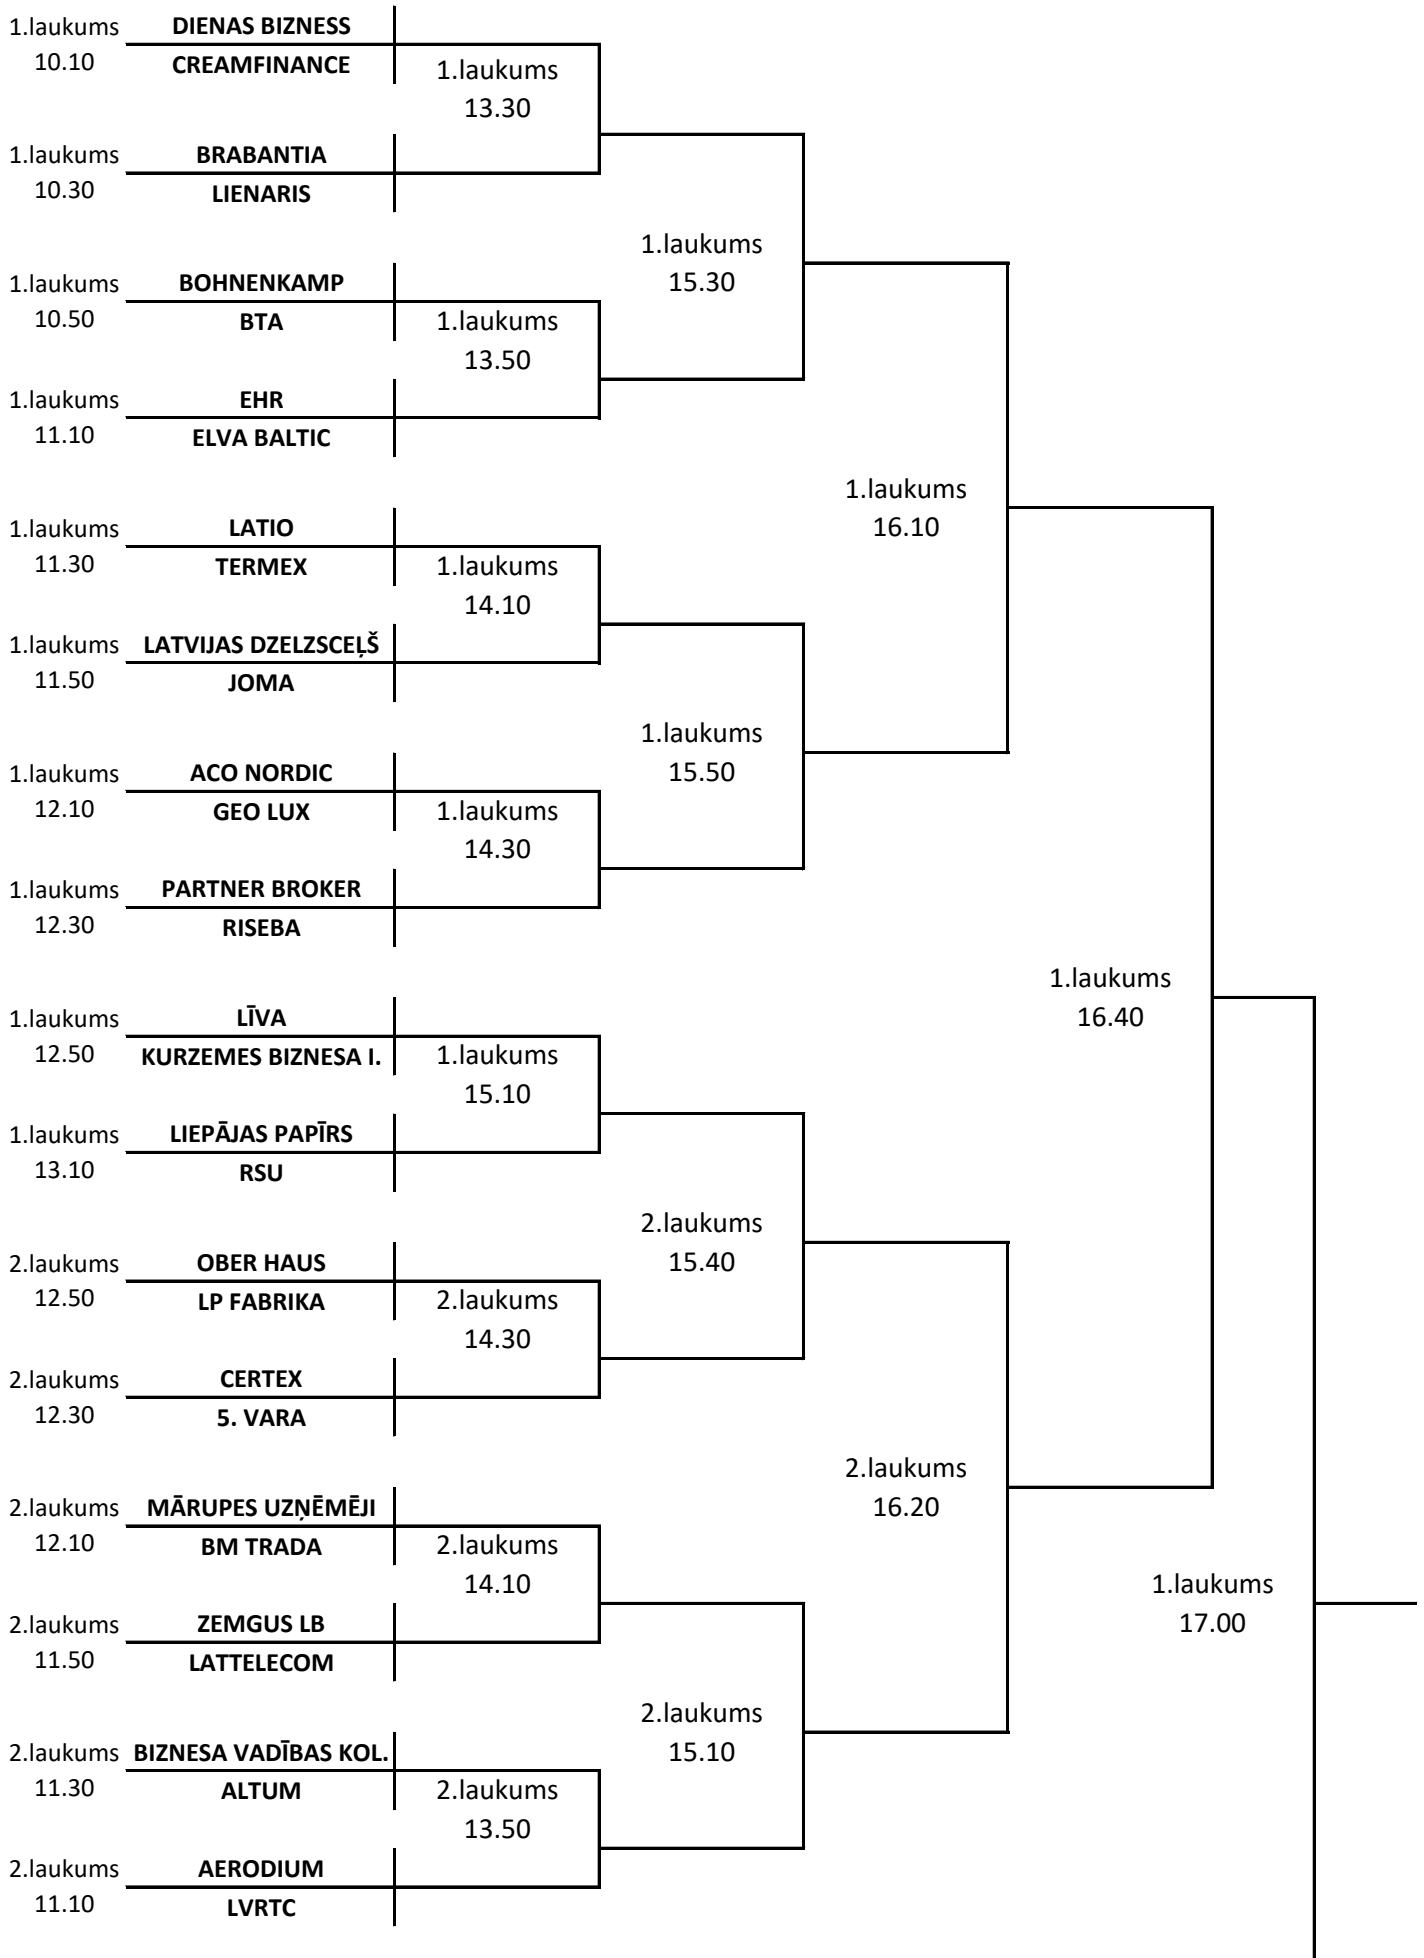 1.laukums
DIENAS BIZNESS
10.10
CREAMFINANCE
1.laukums
13.30
1.laukums
BRABANTIA
10.30
LIENARIS
1.laukums
15.30
1.laukums
BOHNENKAMP
10.50
BTA
1.laukums
13.50
1.laukums
EHR
11.10
ELVA BALTIC
1.laukums
16.10
1.laukums
LATIO
11.30
TERMEX
1.laukums
14.10
1.laukums
LATVIJAS DZELZSCEĻŠ
11.50
JOMA
1.laukums
15.50
1.laukums
ACO NORDIC
12.10
GEO LUX
1.laukums
14.30
1.laukums
PARTNER BROKER
12.30
RISEBA
1.laukums
16.40
1.laukums
LĪVA
12.50
KURZEMES BIZNESA I.
1.laukums
15.10
1.laukums
LIEPĀJAS PAPĪRS
13.10
RSU
2.laukums
15.40
2.laukums
OBER HAUS
12.50
LP FABRIKA
2.laukums
14.30
2.laukums
CERTEX
12.30
5. VARA
2.laukums
16.20
2.laukums
MĀRUPES UZŅĒMĒJI
12.10
BM TRADA
2.laukums
14.10
1.laukums
17.00
2.laukums
ZEMGUS LB
11.50
LATTELECOM
2.laukums
15.10
2.laukums
BIZNESA VADĪBAS KOL.
11.30
ALTUM
2.laukums
13.50
2.laukums
AERODIUM
11.10
LVRTC